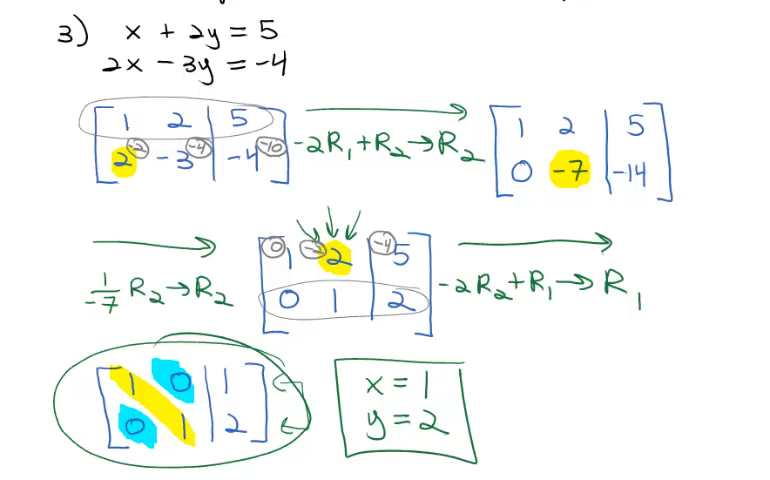 3) x + 2y = 5
2x - 3y = -4
[1 2 | 5] -2R₁ + R₂ → R₂ [1 2 | 5]
[2 -2 -3 -4 | -4 -10] [0 -7 | -14]
1/-7 R₂ → R₂ [0 1 -2 2 | -4 5] -2R₂ + R₁ → R₁
[0 1 | 2]
[1 0 | 1] x = 1
[0 1 | 2] y = 2